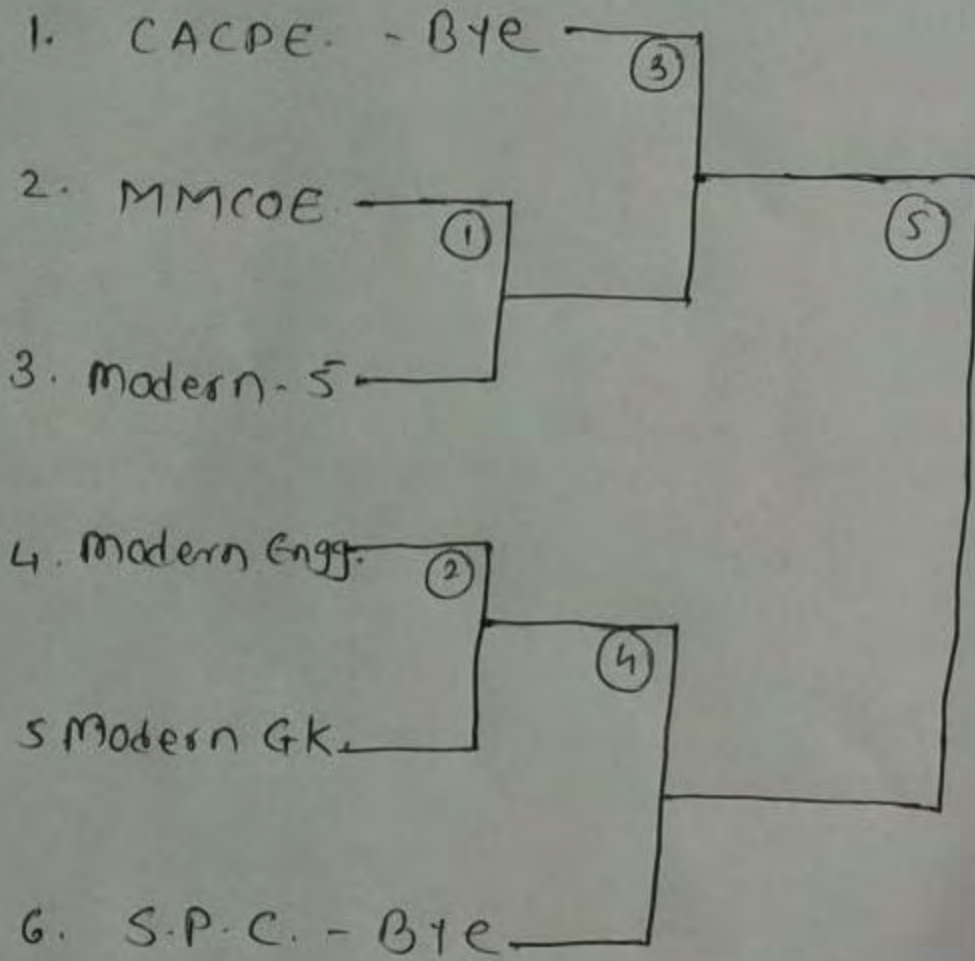 1. CACPE. - Bye
③
2. MMCOE
①
⑤
3. Modern - 5
4. Modern Engg.
②
④
5 Modern GK.
6. S.P.C. - Bye